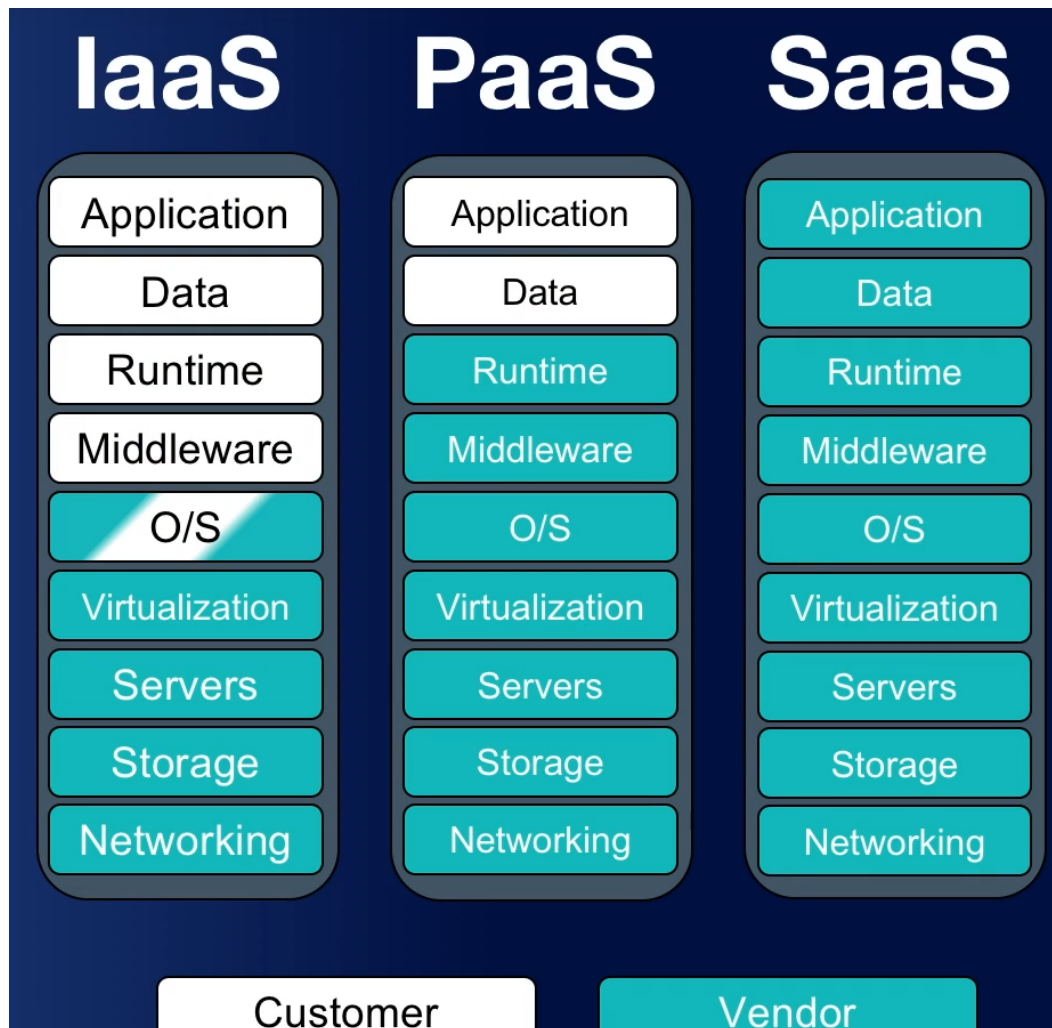 IaaS
Application
Data
Runtime
Middleware
O/S
Virtualization
Servers
Storage
Networking
PaaS
Application
Data
Runtime
Middleware
O/S
Virtualization
Servers
Storage
Networking
SaaS
Application
Data
Runtime
Middleware
O/S
Virtualization
Servers
Storage
Networking
Customer
Vendor